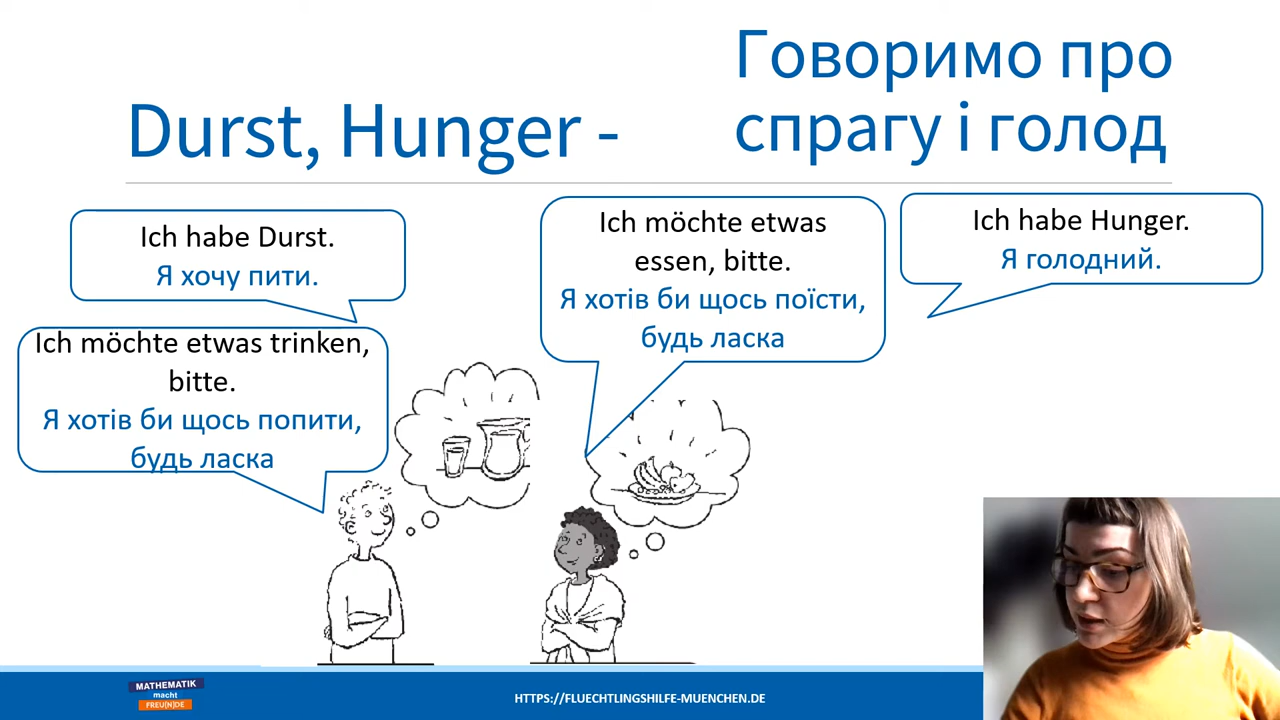 Durst, Hunger -
Говоримо про
спрагу і голод
Ich habe Durst.
Я хочу пити.
Ich möchte etwas trinken,
bitte.
Я хотів би щось попити,
будь ласка
Ich möchte etwas
essen, bitte.
Я хотів би щось поїсти,
будь ласка
Ich habe Hunger.
Я голодний.
MATHEMATIK
macht
FREU(N)DE
HTTPS://FLUECHTLINGSHILFE-MUENCHEN.DE